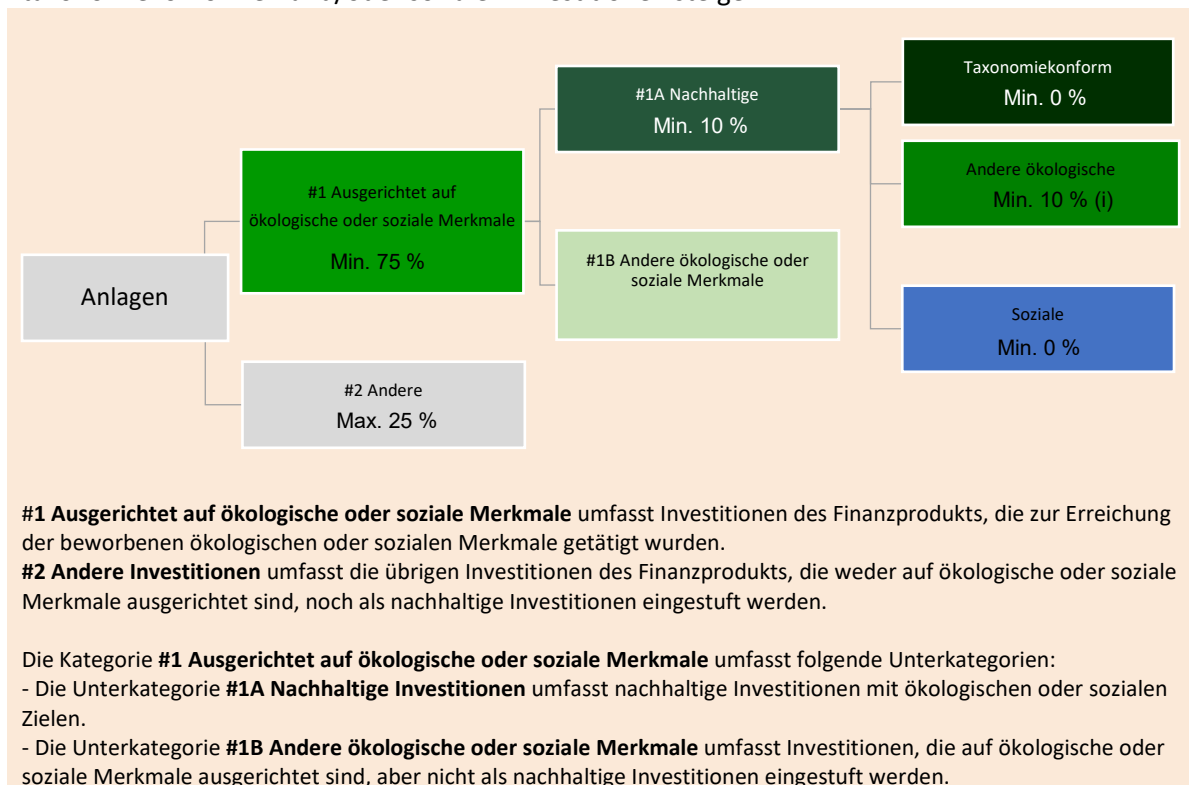 #1A Nachhaltige
Min. 10 %
Taxonomiekonform
Min. 0 %
#1 Ausgerichtet auf
ökologische oder soziale Merkmale
Min. 75 %
Andere ökologische
Min. 10 % (i)
#1B Andere ökologische oder
soziale Merkmale
Anlagen
Soziale
Min. 0 %
#2 Andere
Max. 25 %
#1 Ausgerichtet auf ökologische oder soziale Merkmale umfasst Investitionen des Finanzprodukts, die zur Erreichung
der beworbenen ökologischen oder sozialen Merkmale getätigt wurden.
#2 Andere Investitionen umfasst die übrigen Investitionen des Finanzprodukts, die weder auf ökologische oder soziale
Merkmale ausgerichtet sind, noch als nachhaltige Investitionen eingestuft werden.
Die Kategorie #1 Ausgerichtet auf ökologische oder soziale Merkmale umfasst folgende Unterkategorien:
- Die Unterkategorie #1A Nachhaltige Investitionen umfasst nachhaltige Investitionen mit ökologischen oder sozialen
Zielen.
- Die Unterkategorie #1B Andere ökologische oder soziale Merkmale umfasst Investitionen, die auf ökologische oder
soziale Merkmale ausgerichtet sind, aber nicht als nachhaltige Investitionen eingestuft werden.